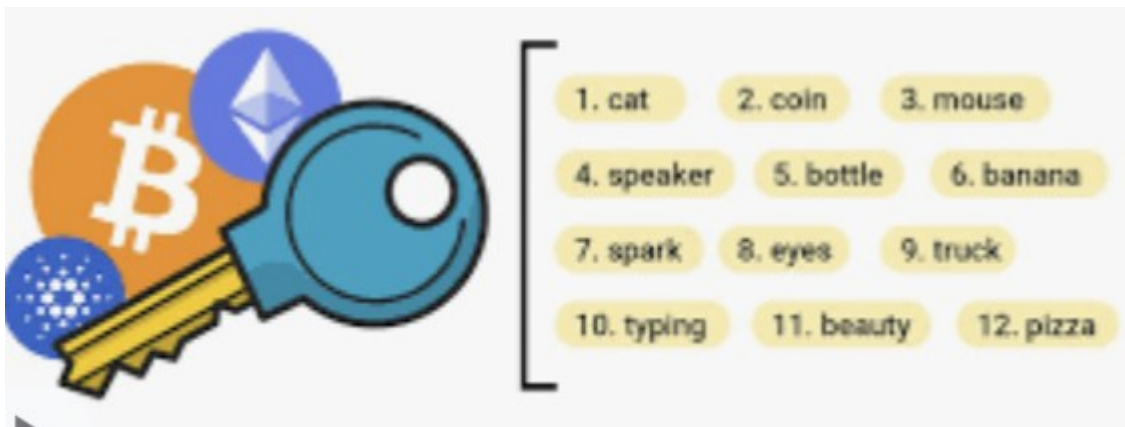 1. cat 2. coin 3. mouse
4. speaker 5. bottle 6. banana
7. spark 8. eyes 9. truck
10. typing 11. beauty 12. pizza